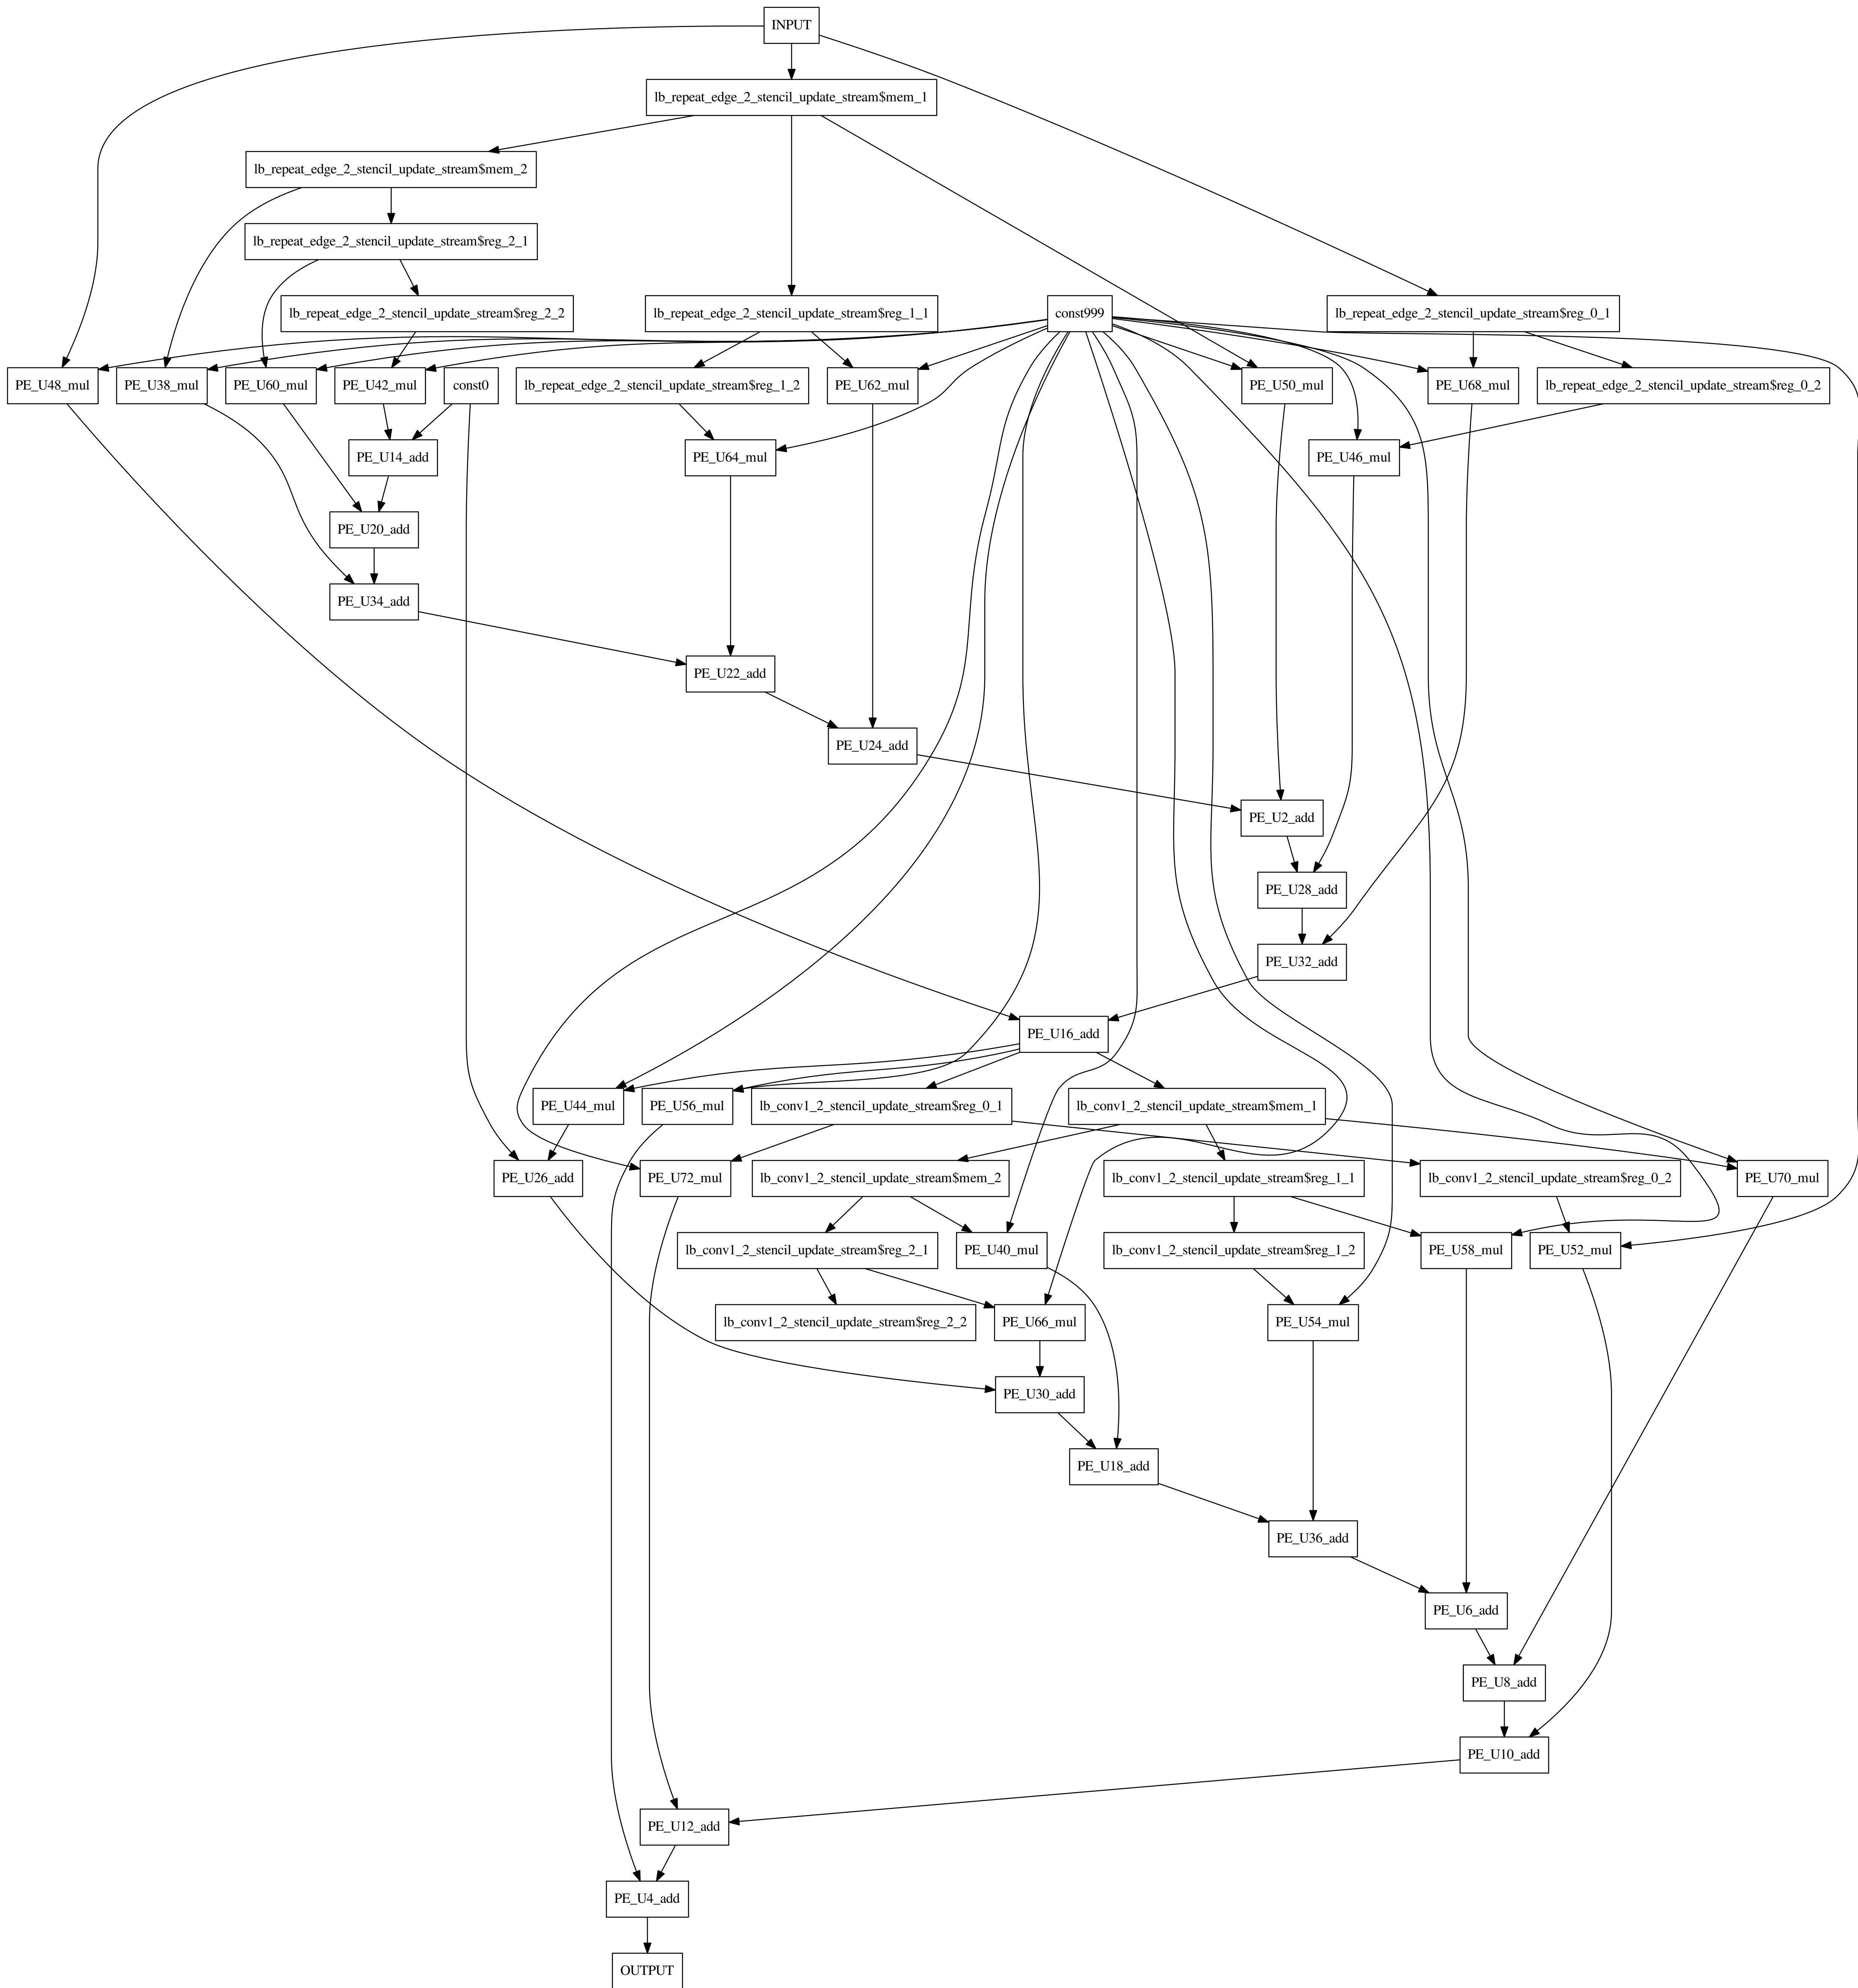 INPUT
lb_repeat_edge_2_stencil_update_stream$mem_1
lb_repeat_edge_2_stencil_update_stream$mem_2
lb_repeat_edge_2_stencil_update_stream$reg_2_1
lb_repeat_edge_2_stencil_update_stream$reg_2_2
lb_repeat_edge_2_stencil_update_stream$reg_1_1
const999
lb_repeat_edge_2_stencil_update_stream$reg_0_1
PE_U48_mul
PE_U38_mul
PE_U60_mul
PE_U42_mul
const0
lb_repeat_edge_2_stencil_update_stream$reg_1_2
PE_U62_mul
PE_U50_mul
PE_U68_mul
lb_repeat_edge_2_stencil_update_stream$reg_0_2
PE_U14_add
PE_U64_mul
PE_U46_mul
PE_U20_add
PE_U34_add
PE_U22_add
PE_U24_add
PE_U2_add
PE_U28_add
PE_U32_add
PE_U16_add
PE_U44_mul
PE_U56_mul
lb_conv1_2_stencil_update_stream$reg_0_1
lb_conv1_2_stencil_update_stream$mem_1
PE_U26_add
PE_U72_mul
lb_conv1_2_stencil_update_stream$mem_2
lb_conv1_2_stencil_update_stream$reg_1_1
lb_conv1_2_stencil_update_stream$reg_0_2
PE_U70_mul
lb_conv1_2_stencil_update_stream$reg_2_1
PE_U40_mul
lb_conv1_2_stencil_update_stream$reg_1_2
PE_U58_mul
PE_U52_mul
lb_conv1_2_stencil_update_stream$reg_2_2
PE_U66_mul
PE_U54_mul
PE_U30_add
PE_U18_add
PE_U36_add
PE_U6_add
PE_U8_add
PE_U10_add
PE_U12_add
PE_U4_add
OUTPUT